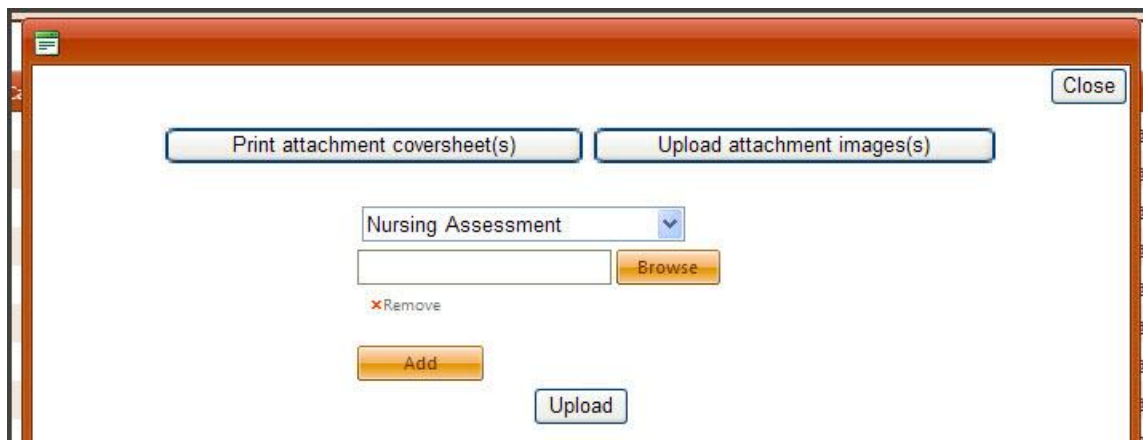 Close
Print attachment coversheet(s) Upload attachment images(s)
Nursing Assessment
Browse
×Remove
Add
Upload